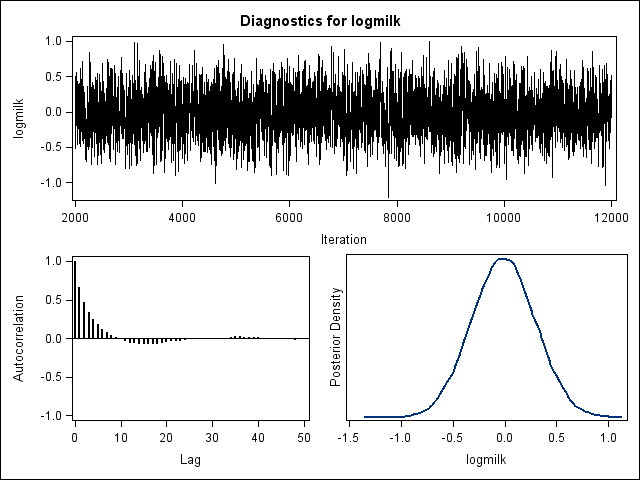 Diagnostics for logmilk
1.0
0.5
0.0
-0.5
-1.0
logmilk
2000 4000 6000 8000 10000 12000
Iteration
1.0
0.5
0.0
-0.5
-1.0
Autocorrelation
0 10 20 30 40 50
Lag
Posterior Density
-1.5 -1.0 -0.5 0.0 0.5 1.0
logmilk